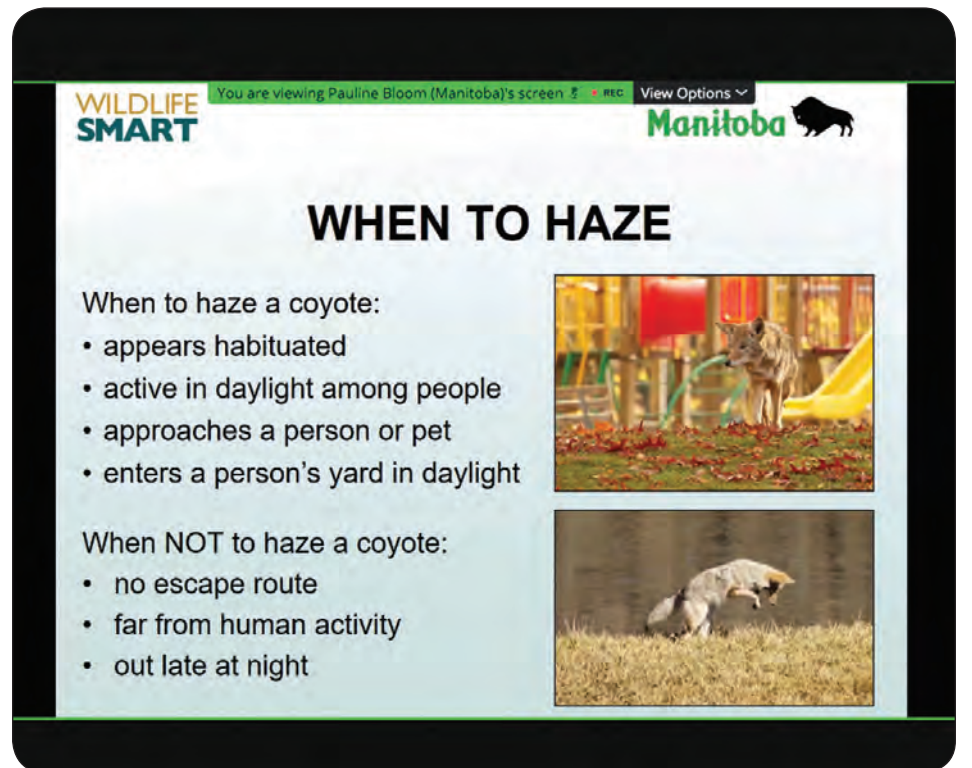 You are viewing Pauline Bloom (Manitoba)'s screen REC View Options
WILDLIFE
SMART
Manitoba
WHEN TO HAZE
When to haze a coyote:
• appears habituated
• active in daylight among people
• approaches a person or pet
• enters a person's yard in daylight
When NOT to haze a coyote:
• no escape route
• far from human activity
• out late at night